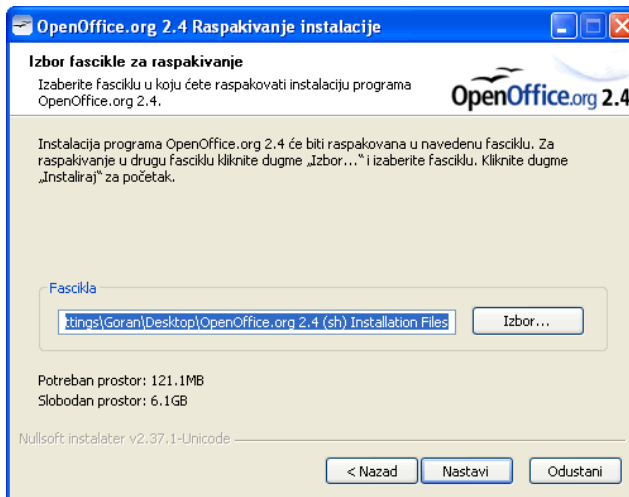 OpenOffice.org 2.4 Raspakivanje instalacije
Izbor fascikle za raspakivanje
Izaberite fasciklu u koju ćete raspakovati instalaciju programa
OpenOffice.org 2.4.
OpenOffice.org 2.4
Instalacija programa OpenOffice.org 2.4 će biti raspakovana u navedenu fasciklu. Za
raspakivanje u drugu fasciklu kliknite dugme „Izbor...“ i izaberite fasciklu. Kliknite dugme
„Instaliraj“ za početak.
Fascikla
ttings\Goran\Desktop\OpenOffice.org 2.4 (sh) Installation Files
Izbor...
Potreban prostor: 121.1MB
Slobodan prostor: 6.1GB
Nullsoft instalater v2.37.1-Unicode
< Nazad
Nastavi
Odustani